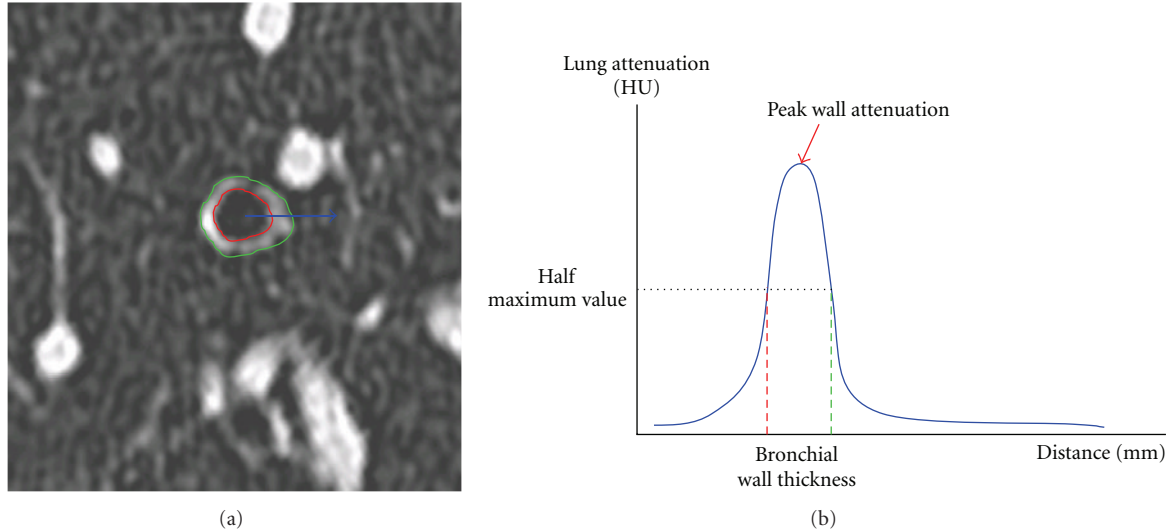 Lung attenuation
(HU)
Peak wall attenuation
Half
maximum value
Bronchial
wall thickness
Distance (mm)
(a)
(b)